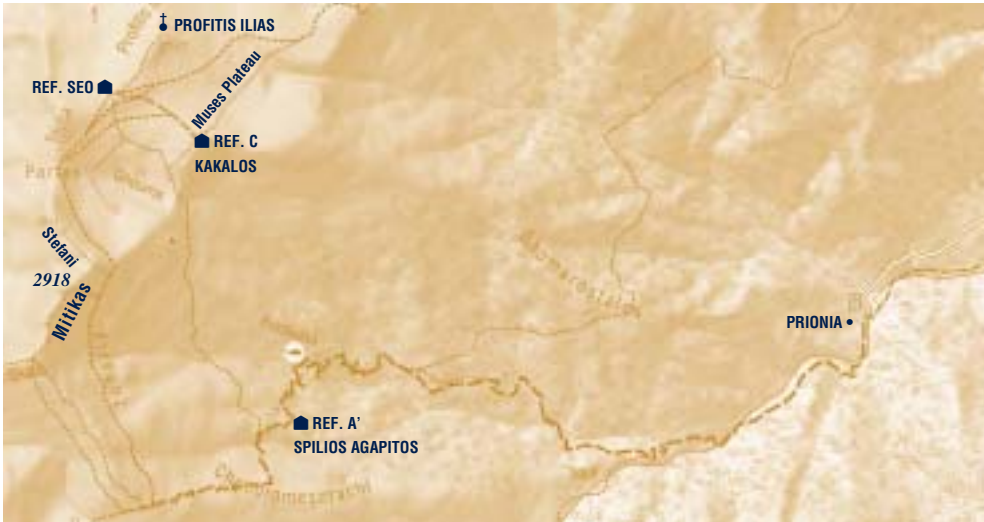 PROFITIS ILIAS
REF. SEO
Muses Plateau
REF. C
KAKALOS
Stefani
2918
Mitikas
PRIONIA
REF. A’
SPILIOS AGAPITOS